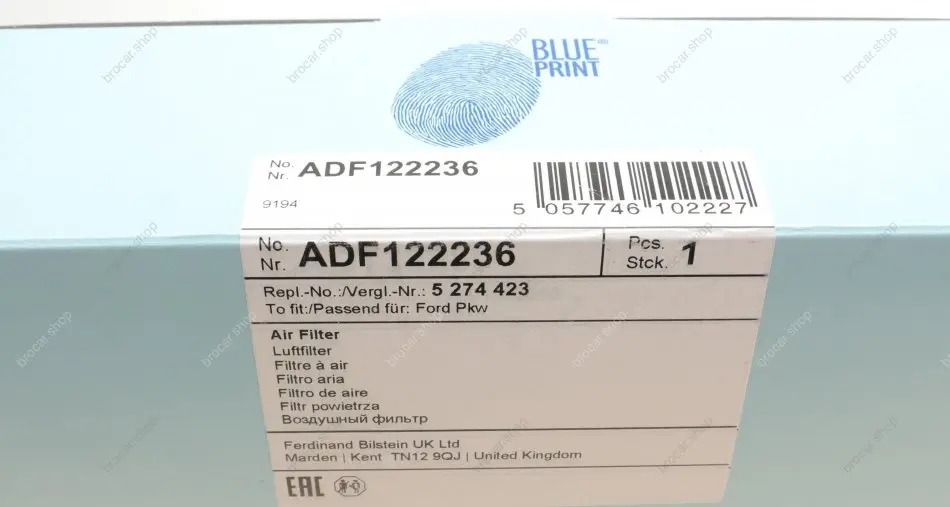 BLUE
PRINT
No. ADF122236
Nr.
9194
5 057746 102227
No. ADF122236
Nr.
Pcs. 1
Stck.
Repl.-No.:/Vergl.-Nr.: 5 274 423
To fit:/Passend für: Ford Pkw
Air Filter
Luftfilter
Filtre à air
Filtro aria
Filtro de aire
Filtr powietrza
Воздушный фильтр
Ferdinand Bilstein UK Ltd
Marden | Kent TN12 9QJ | United Kingdom
EAC
brocar.shop